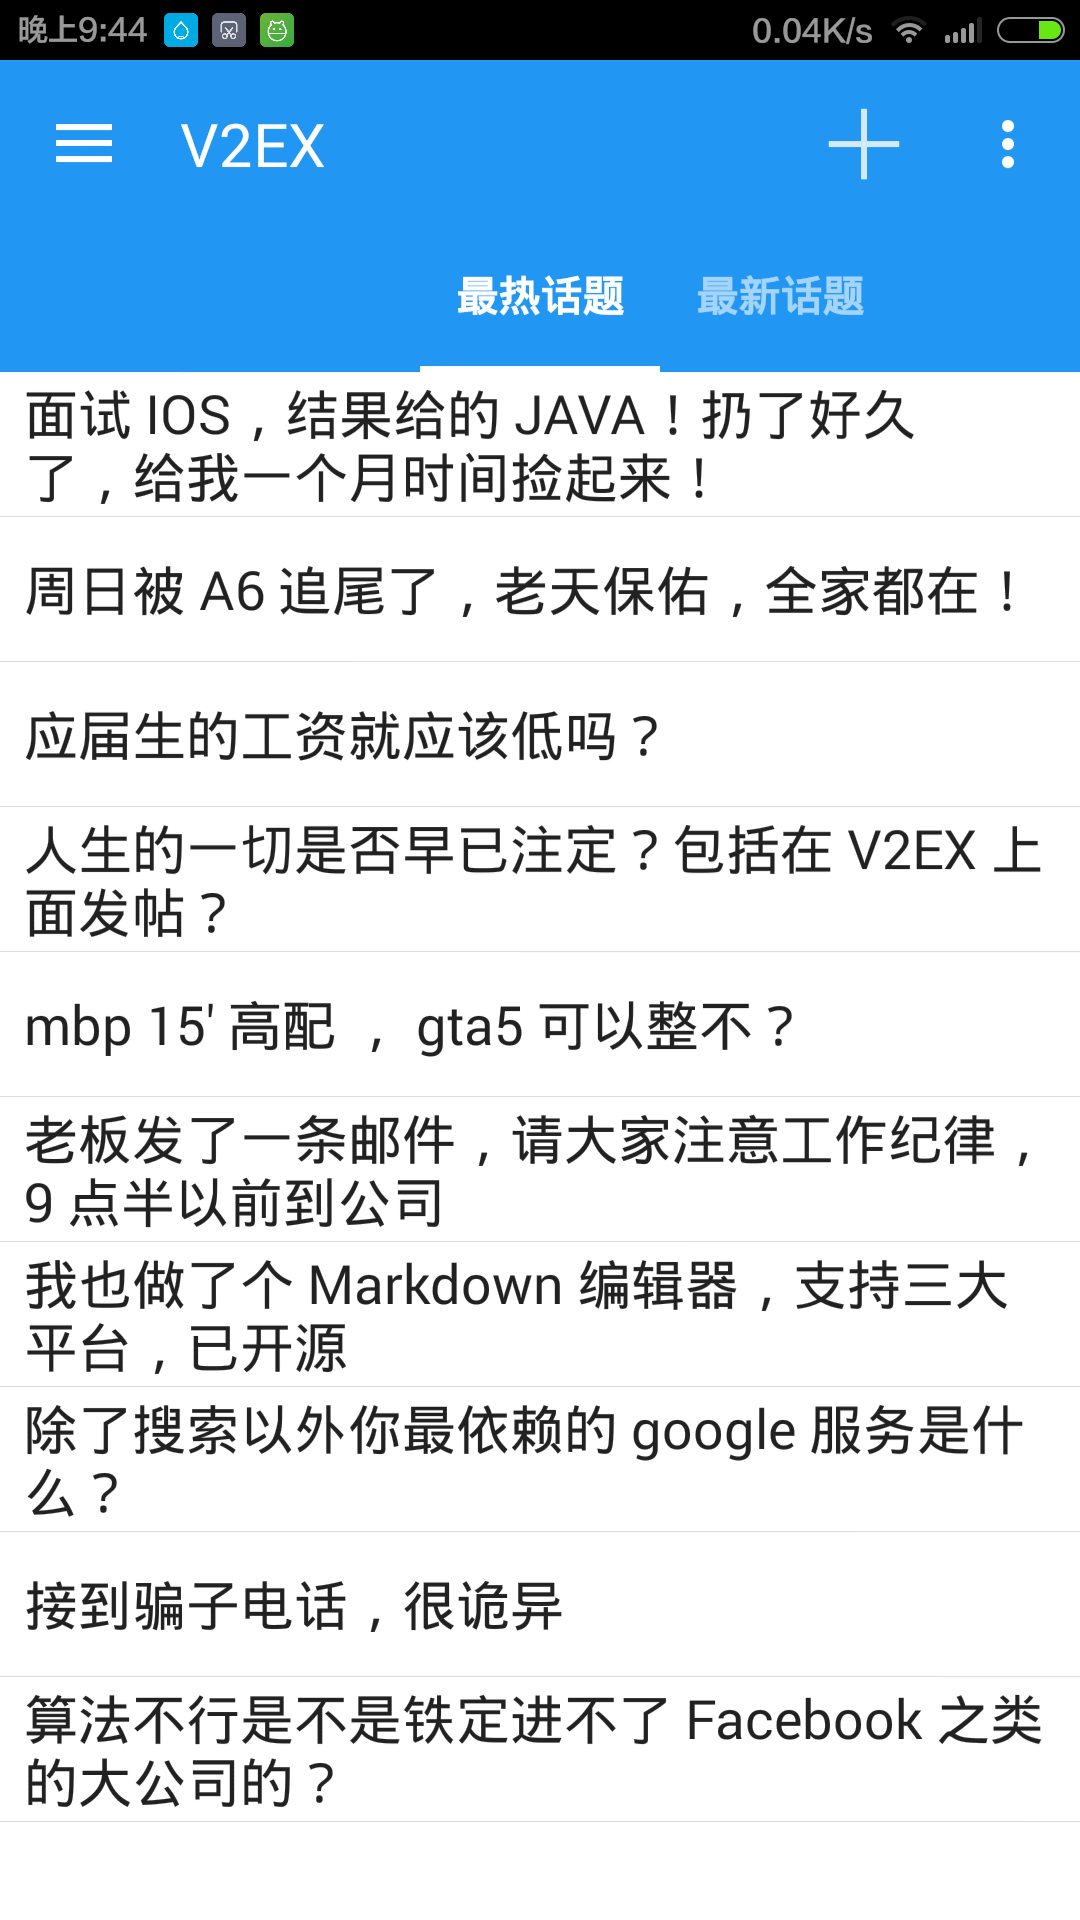 晚上9:44
0.04K/s
V2EX
最热话题
最新话题
面试 IOS，结果给的 JAVA！扔了好久
了，给我一个月时间捡起来！
周日被 A6 追尾了，老天保佑，全家都在！
应届生的工资就应该低吗？
人生的一切是否早已注定？包括在 V2EX 上
面发帖？
mbp 15' 高配 ， gta5 可以整不？
老板发了一条邮件，请大家注意工作纪律，
9 点半以前到公司
我也做了个 Markdown 编辑器，支持三大
平台，已开源
除了搜索以外你最依赖的 google 服务是什
么？
接到骗子电话，很诡异
算法不行是不是铁定进不了 Facebook 之类
的大公司的？